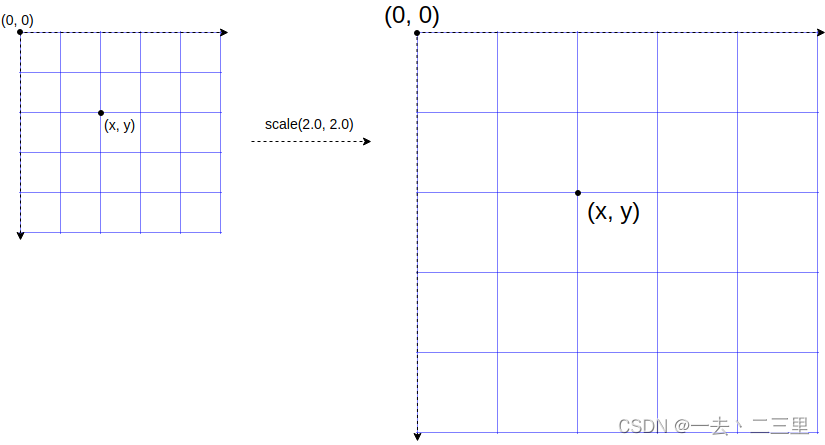 (0, 0)
(x, y)
scale(2.0, 2.0)
(0, 0)
(x, y)
CSDN @一去丶二三里